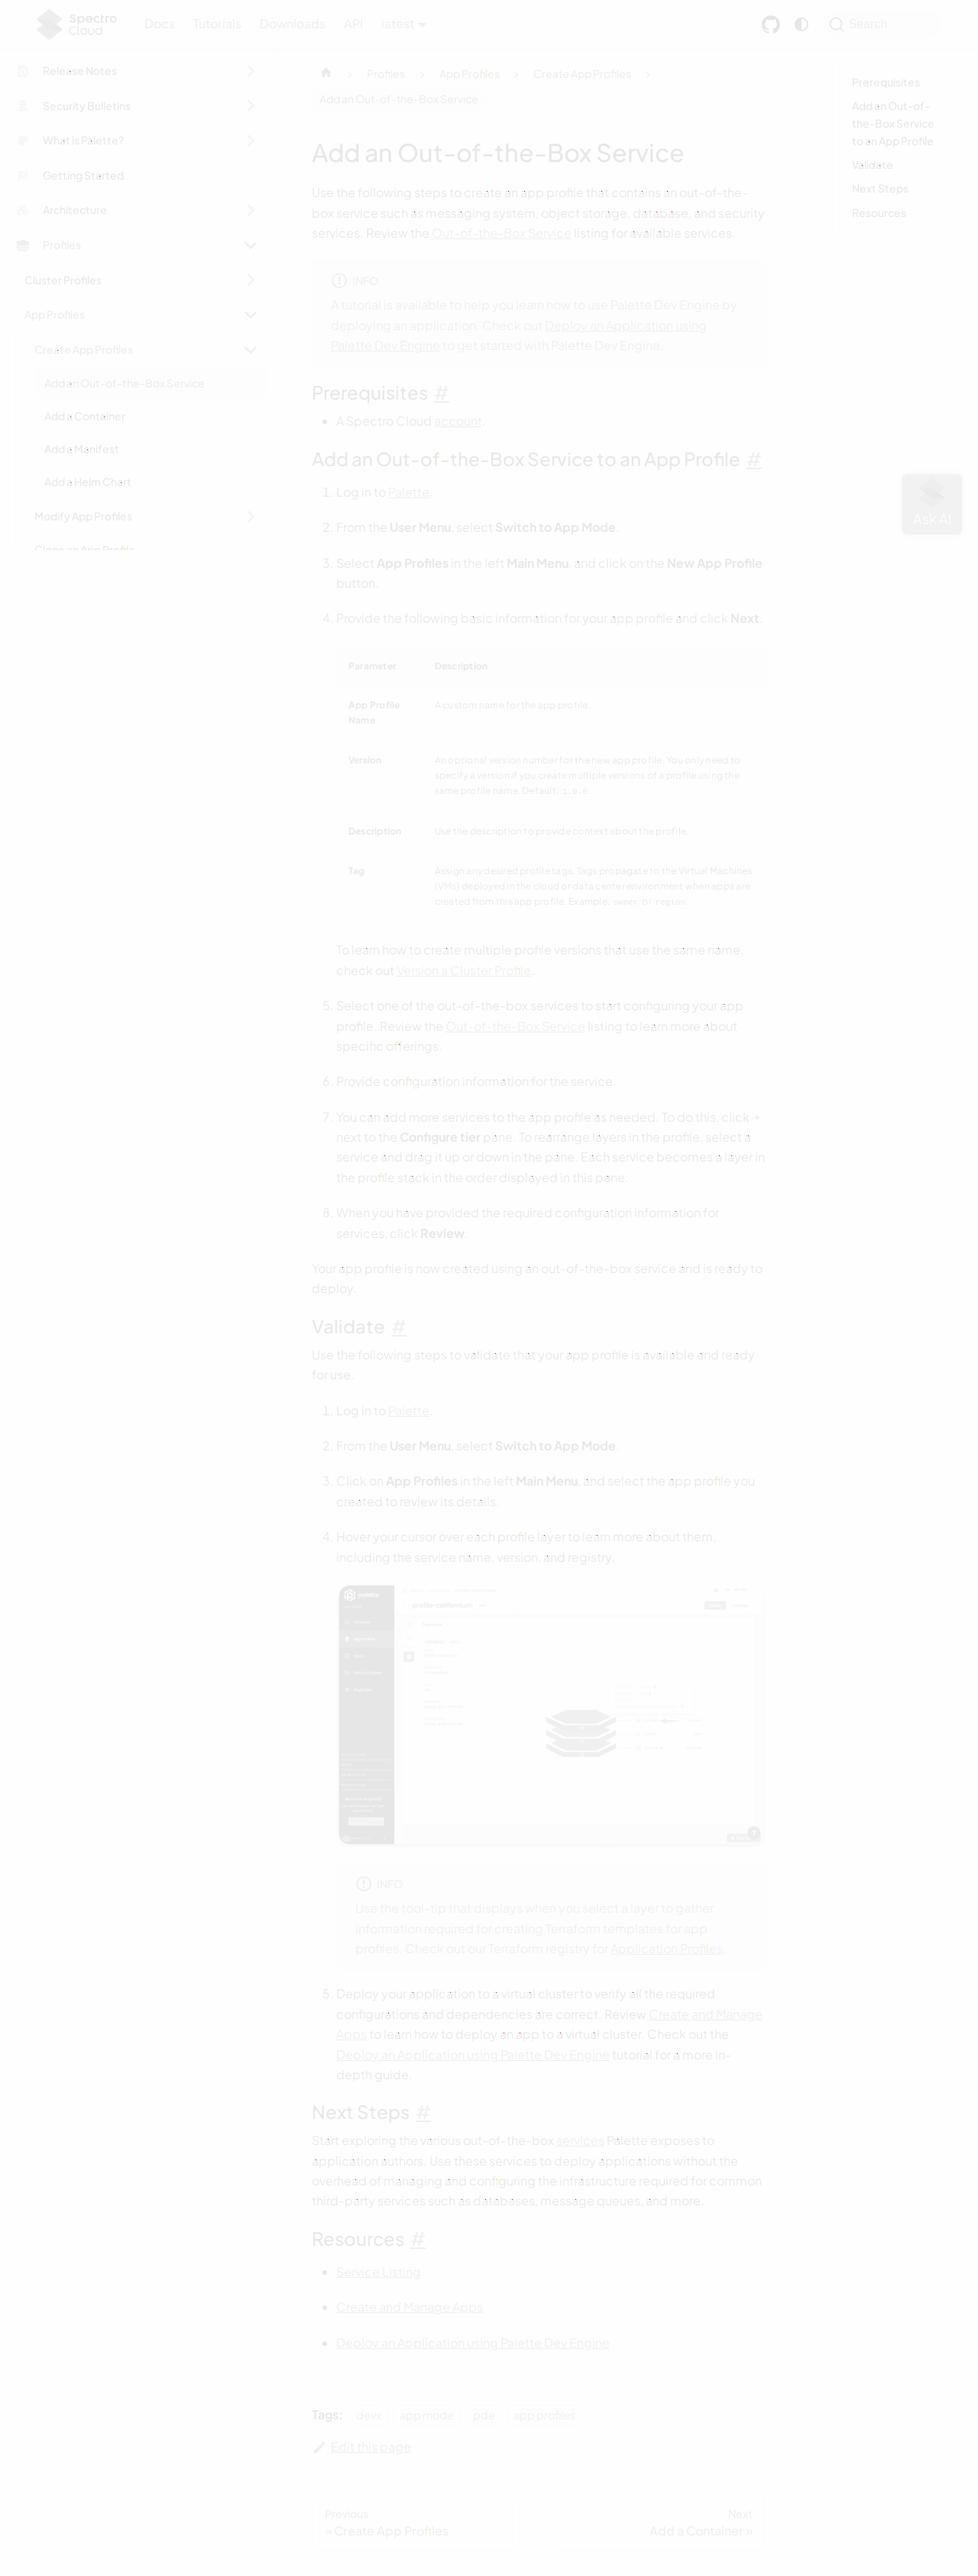 Spectro Cloud
Docs
Tutorials
Downloads
API
latest
Search
Release Notes
Security Bulletins
What is Palette?
Getting Started
Architecture
Profiles
Cluster Profiles
App Profiles
Create App Profiles
Add an Out-of-the-Box Service
Add a Container
Add a Manifest
Add a Helm Chart
Modify App Profiles
Profiles
App Profiles
Create App Profiles
Add an Out-of-the-Box Service
Add an Out-of-the-Box Service
Use the following steps to create an app profile that contains an out-of-the-
box service such as messaging system, object storage, database, and security
services. Review the Out-of-the-Box Service listing for available services.
INFO
A tutorial is available to help you learn how to use Palette Dev Engine by
deploying an application. Check out Deploy an Application using
Palette Dev Engine to get started with Palette Dev Engine.
Prerequisites #
A Spectro Cloud account.
Add an Out-of-the-Box Service to an App Profile #
1. Log in to Palette.
2. From the User Menu, select Switch to App Mode.
3. Select App Profiles in the left Main Menu, and click on the New App Profile
button.
4. Provide the following basic information for your app profile and click Next.
Parameter Description
App Profile Name A custom name for the app profile.
Version An optional version number for the new app profile. You only need to
specify a version if you create multiple versions of a profile using the
same profile name. Default: 1.0.0.
Description Use the description to provide context about the profile.
Tag Assign any desired profile tags. Tags propagate to the Virtual Machines
(VMs) deployed in the cloud or data center environment when apps are
created from this app profile. Example: owner or region.
To learn how to create multiple profile versions that use the same name,
check out Version a Cluster Profile.
5. Select one of the out-of-the-box services to start configuring your app
profile. Review the Out-of-the-Box Service listing to learn more about
specific offerings.
6. Provide configuration information for the service.
7. You can add more services to the app profile as needed. To do this, click +
next to the Configure tier pane. To rearrange layers in the profile, select a
service and drag it up or down in the pane. Each service becomes a layer in
the profile stack in the order displayed in this pane.
8. When you have provided the required configuration information for
services, click Review.
Your app profile is now created using an out-of-the-box service and is ready to
deploy.
Validate #
Use the following steps to validate that your app profile is available and ready
for use.
1. Log in to Palette.
2. From the User Menu, select Switch to App Mode.
3. Click on App Profiles in the left Main Menu, and select the app profile you
created to review its details.
4. Hover your cursor over each profile layer to learn more about them,
including the service name, version, and registry.
INFO
Use the tool-tip that displays when you select a layer to gather
information required for creating Terraform templates for app
profiles. Check out our Terraform registry for Application Profiles.
5. Deploy your application to a virtual cluster to verify all the required
configurations and dependencies are correct. Review Create and Manage
Apps to learn how to deploy an app to a virtual cluster. Check out the
Deploy an Application using Palette Dev Engine tutorial for a more in-
depth guide.
Next Steps #
Start exploring the various out-of-the-box services Palette exposes to
application authors. Use these services to deploy applications without the
overhead of managing and configuring the infrastructure required for common
third-party services such as databases, message queues, and more.
Resources #
Service Listing
Create and Manage Apps
Deploy an Application using Palette Dev Engine
Tags: devx app mode pde app profiles
Edit this page
Previous
« Create App Profiles
Next
Add a Container »
Prerequisites
Add an Out-of-
the-Box Service
to an App Profile
Validate
Next Steps
Resources
Ask AI